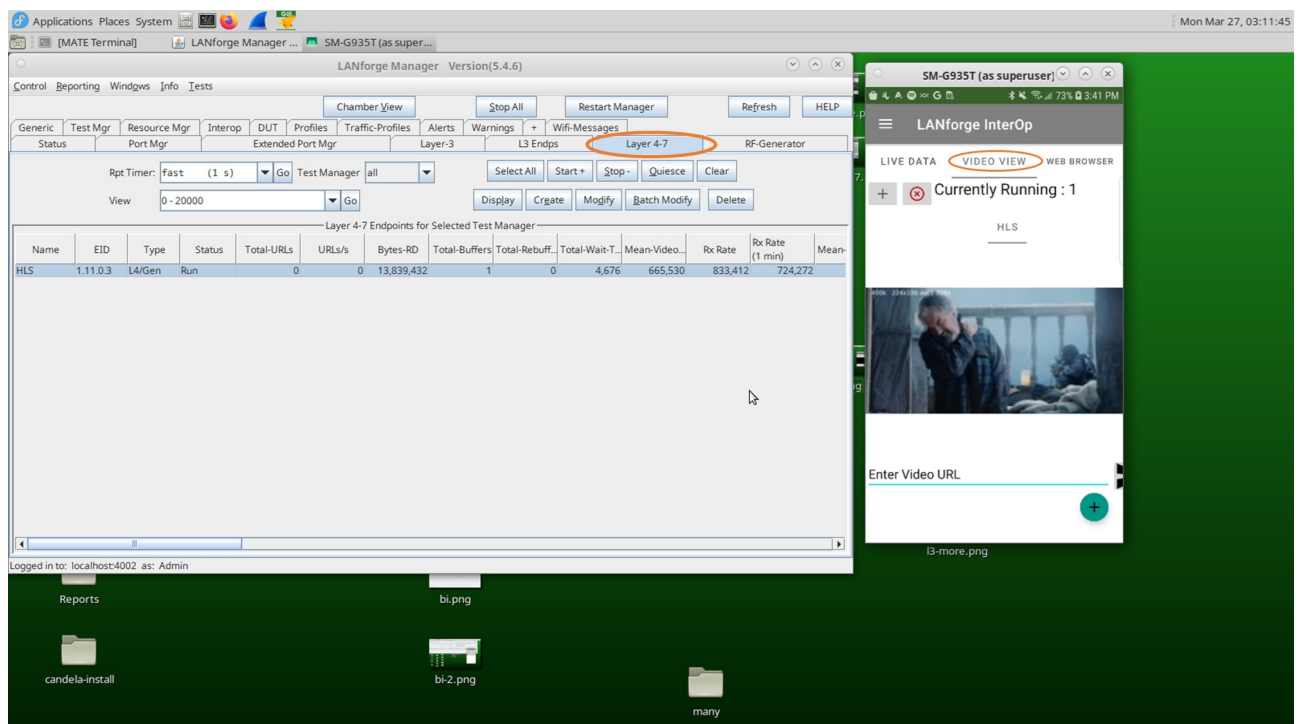 Applications Places System GUI Mon Mar 27, 03:11:45
[MATE Terminal] LANforge Manager ... SM-G935T (as super...
LANforge Manager Version(5.4.6)
Control Reporting Windows Info Tests
Chamber View Stop All Restart Manager Refresh HELP
Generic Test Mgr Resource Mgr Interop DUT Profiles Traffic-Profiles Alerts Warnings + Wifi-Messages
Status Port Mgr Extended Port Mgr Layer-3 L3 Endps Layer 4-7 RF-Generator
Rpt Timer: fast (1 s) Go Test Manager all Select All Start + Stop - Quiesce Clear
View 0 - 20000 Go Display Create Modify Batch Modify Delete
Layer 4-7 Endpoints for Selected Test Manager
Name EID Type Status Total-URLs URLs/s Bytes-RD Total-Buffers Total-Rebuff... Total-Wait-T... Mean-Video... Rx Rate Rx Rate (1 min) Mean-
HLS 1.11.0.3 L4/Gen Run 0 0 13,839,432 1 0 4,676 665,530 833,412 724,272
Logged in to: localhost:4002 as: Admin
SM-G935T (as superuser)
73% 3:41 PM
LANforge InterOp
LIVE DATA VIDEO VIEW WEB BROWSER
+ Currently Running : 1
HLS
Enter Video URL
+
l3-more.png
Reports
bi.png
candela-install
bi-2.png
many